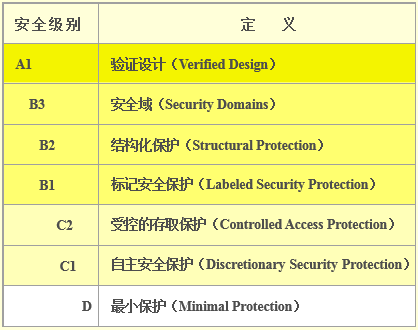 安全级别 定 义
A1 验证设计（Verified Design）
B3 安全域（Security Domains）
B2 结构化保护（Structural Protection）
B1 标记安全保护（Labeled Security Protection）
C2 受控的存取保护（Controlled Access Protection）
C1 自主安全保护（Discretionary Security Protection）
D 最小保护（Minimal Protection）